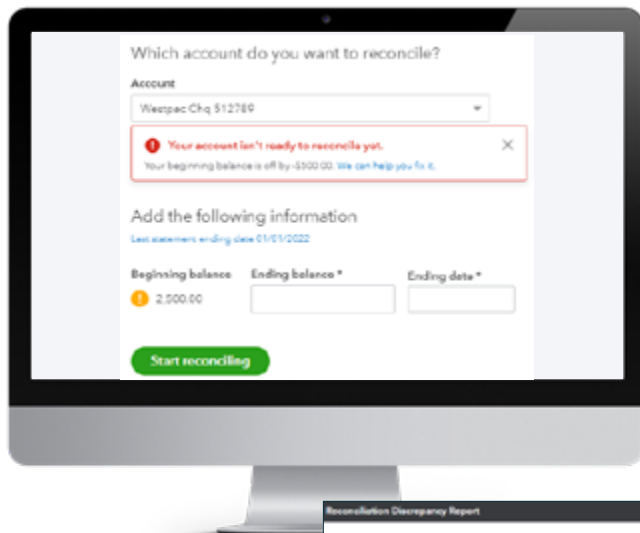 Which account do you want to reconcile?
Account
Westpac Chq 512789
Your account isn't ready to reconcile yet.
Your beginning balance is off by -$500.00. We can help you fix it.
Add the following information
Last statement ending date 01/01/2022
Beginning balance Ending balance * Ending date *
2,500.00
Start reconciling
Reconciliation Discrepancy Report